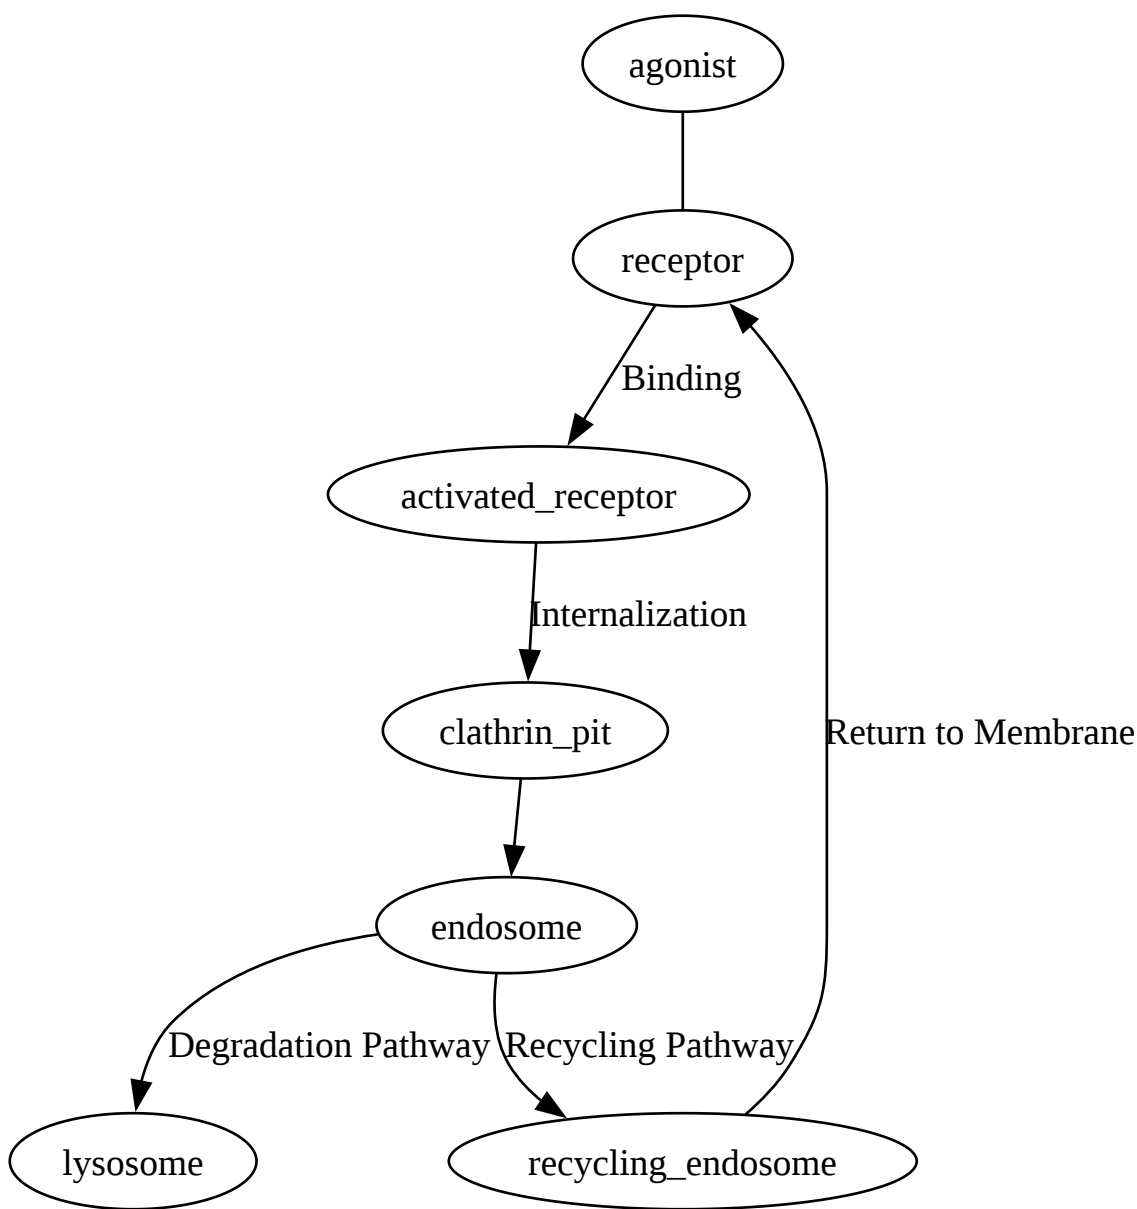 agonist
receptor
Binding
activated_receptor
Internalization
clathrin_pit
Return to Membrane
endosome
Degradation Pathway
Recycling Pathway
lysosome
recycling_endosome